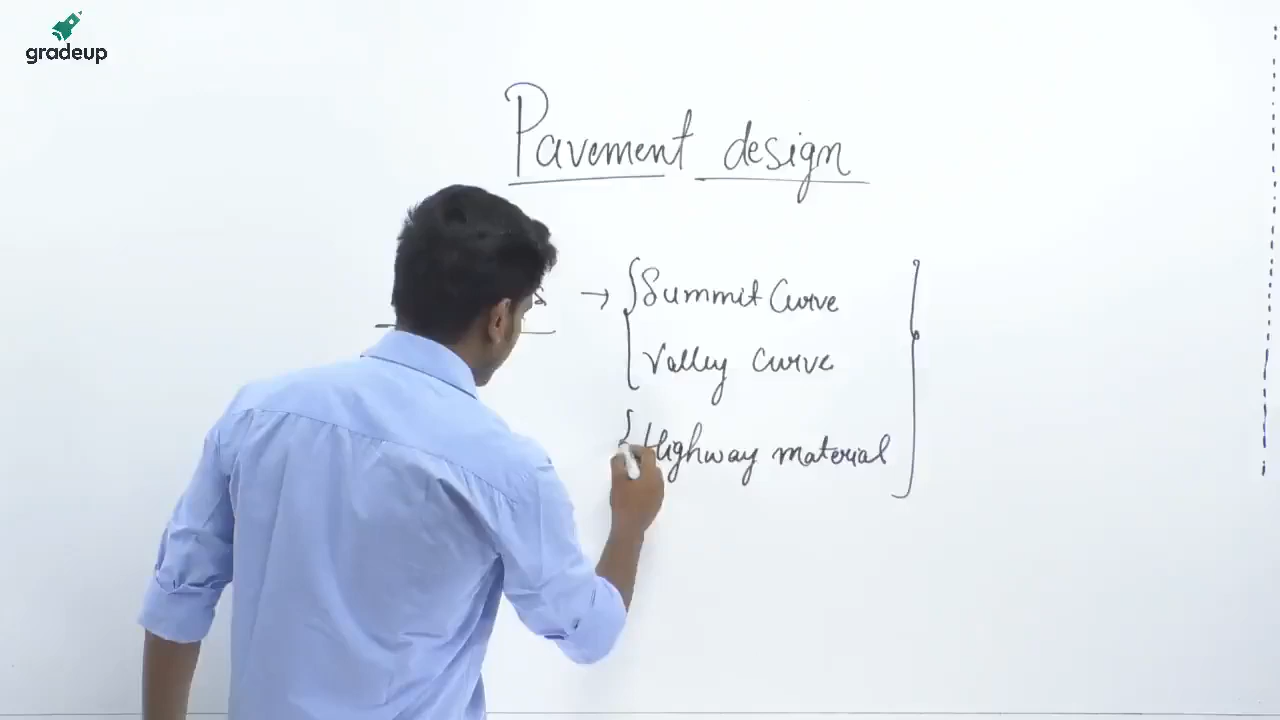 gradeup
Pavement design
→ Summit Curve
Valley Curve
Highway material